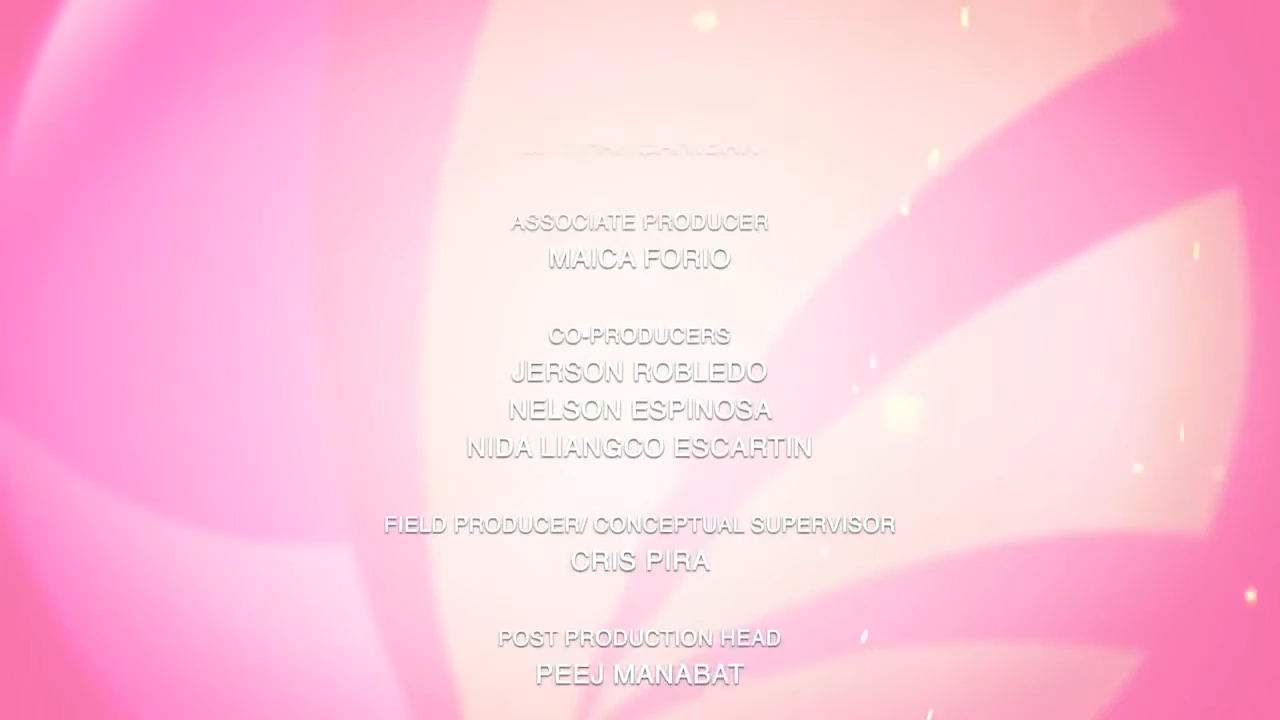 ASSOCIATE PRODUCER
MAICA FORIO
CO-PRODUCERS
JERSON ROBLEDO
NELSON ESPINOSA
NIDA LIANGCO ESCARTIN
FIELD PRODUCER/ CONCEPTUAL SUPERVISOR
CRIS PIRA
POST PRODUCTION HEAD
PEEJ MANABAT